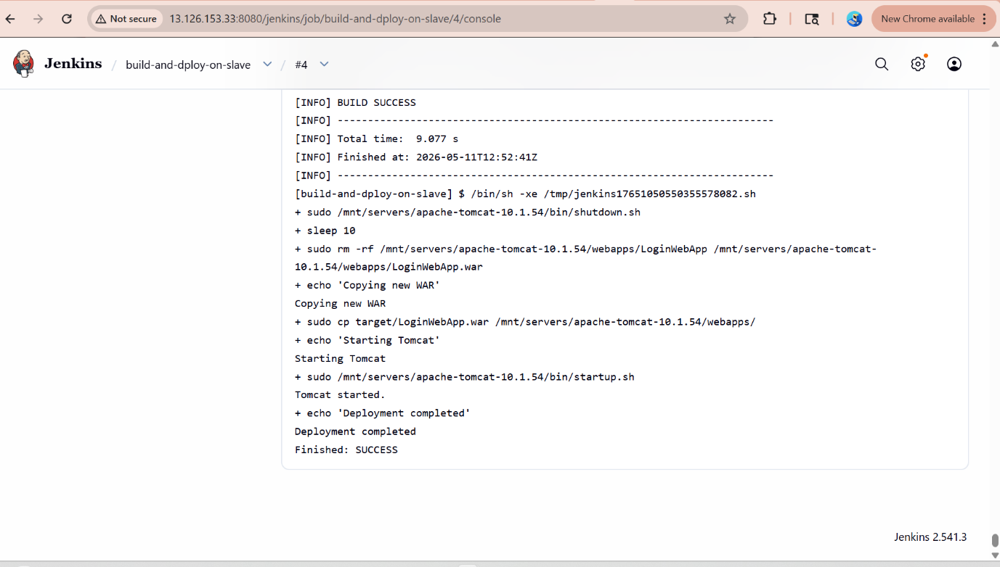 Not secure
13.126.153.33:8080/jenkins/job/build-and-dploy-on-slave/4/console
New Chrome available
Jenkins / build-and-dploy-on-slave / #4
[INFO] BUILD SUCCESS
[INFO] ------------------------------------------------------------------------
[INFO] Total time:  9.077 s
[INFO] Finished at: 2026-05-11T12:52:41Z
[INFO] ------------------------------------------------------------------------
[build-and-dploy-on-slave] $ /bin/sh -xe /tmp/jenkins17651050550355578082.sh
+ sudo /mnt/servers/apache-tomcat-10.1.54/bin/shutdown.sh
+ sleep 10
+ sudo rm -rf /mnt/servers/apache-tomcat-10.1.54/webapps/LoginWebApp /mnt/servers/apache-tomcat-
10.1.54/webapps/LoginWebApp.war
+ echo 'Copying new WAR'
Copying new WAR
+ sudo cp target/LoginWebApp.war /mnt/servers/apache-tomcat-10.1.54/webapps/
+ echo 'Starting Tomcat'
Starting Tomcat
+ sudo /mnt/servers/apache-tomcat-10.1.54/bin/startup.sh
Tomcat started.
+ echo 'Deployment completed'
Deployment completed
Finished: SUCCESS
Jenkins 2.541.3